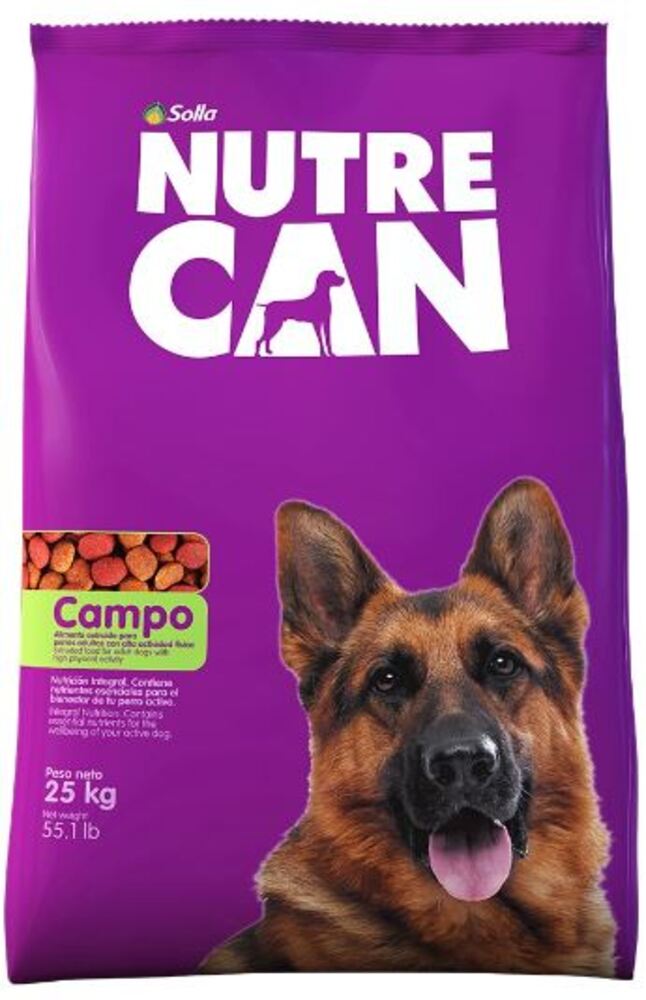 Solla
NUTRE
CAN
Campo
Alimento extruido para
perros adultos con alta actividad física
Extruded food for adult dogs with
high physical activity
Nutrición Integral. Contiene
nutrientes esenciales para el
bienestar de tu perro activo.
Integral Nutrition. Contains
essential nutrients for the
wellbeing of your active dog.
Peso neto
25 kg
Net weight
55,1 lb